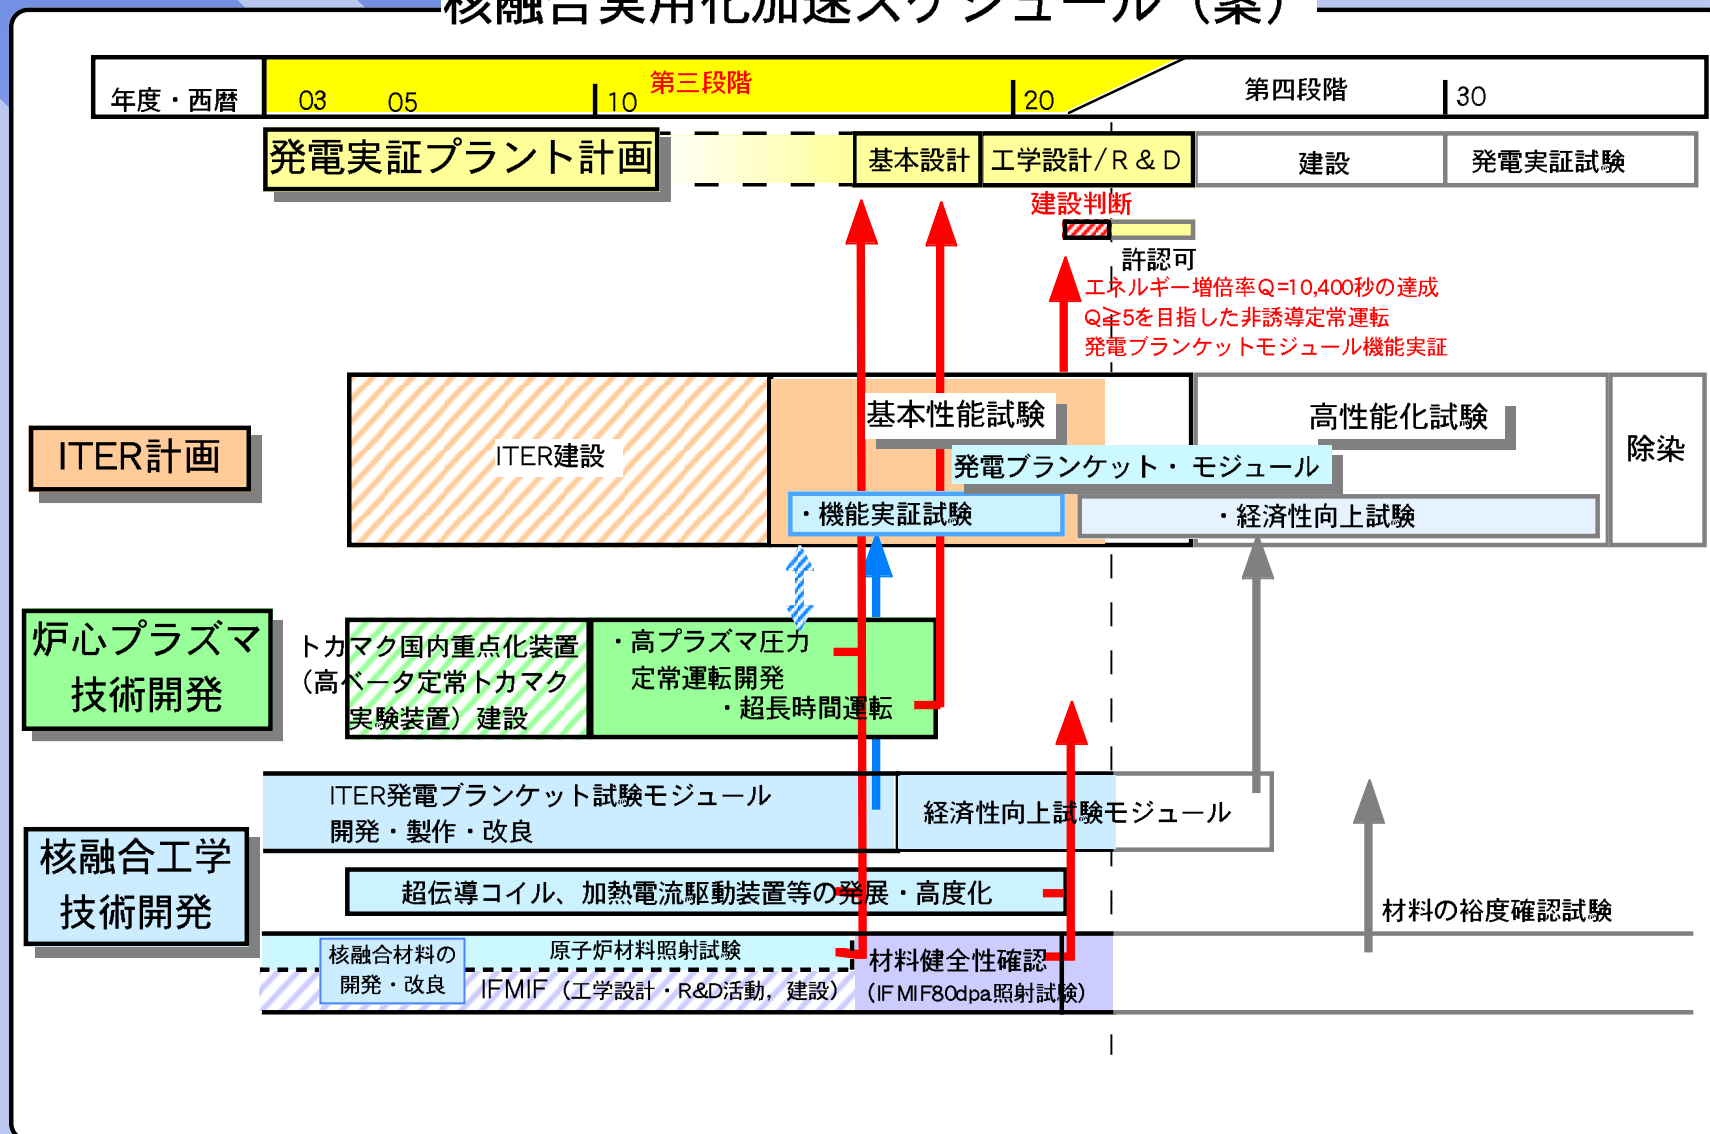 核融合実用化加速スケジュール（案）
年度・西暦
03
05
10
第三段階
20
第四段階
30
発電実証プラント計画
基本設計
工学設計/R＆D
建設
発電実証試験
建設判断
許認可
エネルギー増倍率Q=10,400秒の達成
Q≧5を目指した非誘導定常運転
発電ブランケットモジュール機能実証
ITER計画
ITER建設
基本性能試験
高性能化試験
除染
発電ブランケット・ モジュール
・機能実証試験
・経済性向上試験
炉心プラズマ
技術開発
トカマク国内重点化装置
（高ベータ定常トカマク
実験装置）建設
・高プラズマ圧力
定常運転開発
・超長時間運転
核融合工学
技術開発
ITER発電ブランケット試験モジュール
開発・製作・改良
経済性向上試験モジュール
超伝導コイル、加熱電流駆動装置等の発展・高度化
材料の裕度確認試験
核融合材料の
開発・改良
原子炉材料照射試験
IFMIF（工学設計・R&D活動，建設）
材料健全性確認
（IFMIF80dpa照射試験）